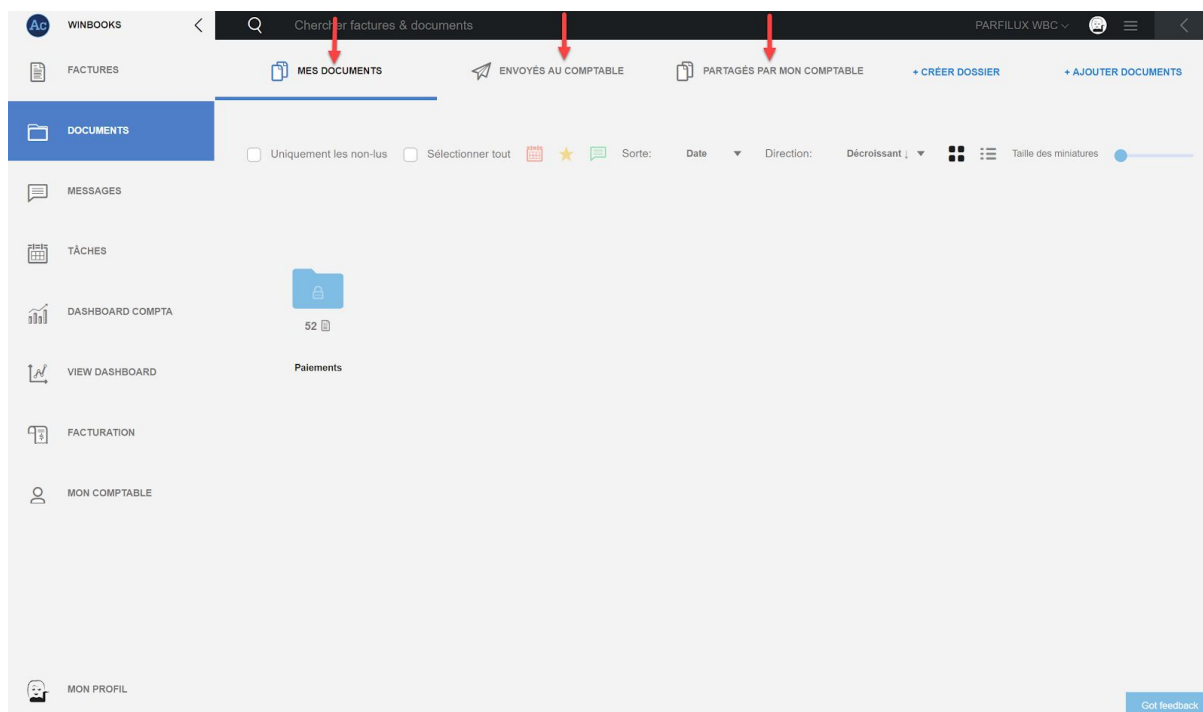 Ac WINBOOKS
Chercher factures & documents
PARFILUX WBC
FACTURES
MES DOCUMENTS
ENVOYÉS AU COMPTABLE
PARTAGÉS PAR MON COMPTABLE
+ CRÉER DOSSIER
+ AJOUTER DOCUMENTS
DOCUMENTS
Uniquement les non-lus
Sélectionner tout
Sorte:
Date
Direction:
Décroissant ↓
Taille des miniatures
MESSAGES
TÂCHES
DASHBOARD COMPTA
52
VIEW DASHBOARD
Paiements
FACTURATION
MON COMPTABLE
MON PROFIL
Got feedback